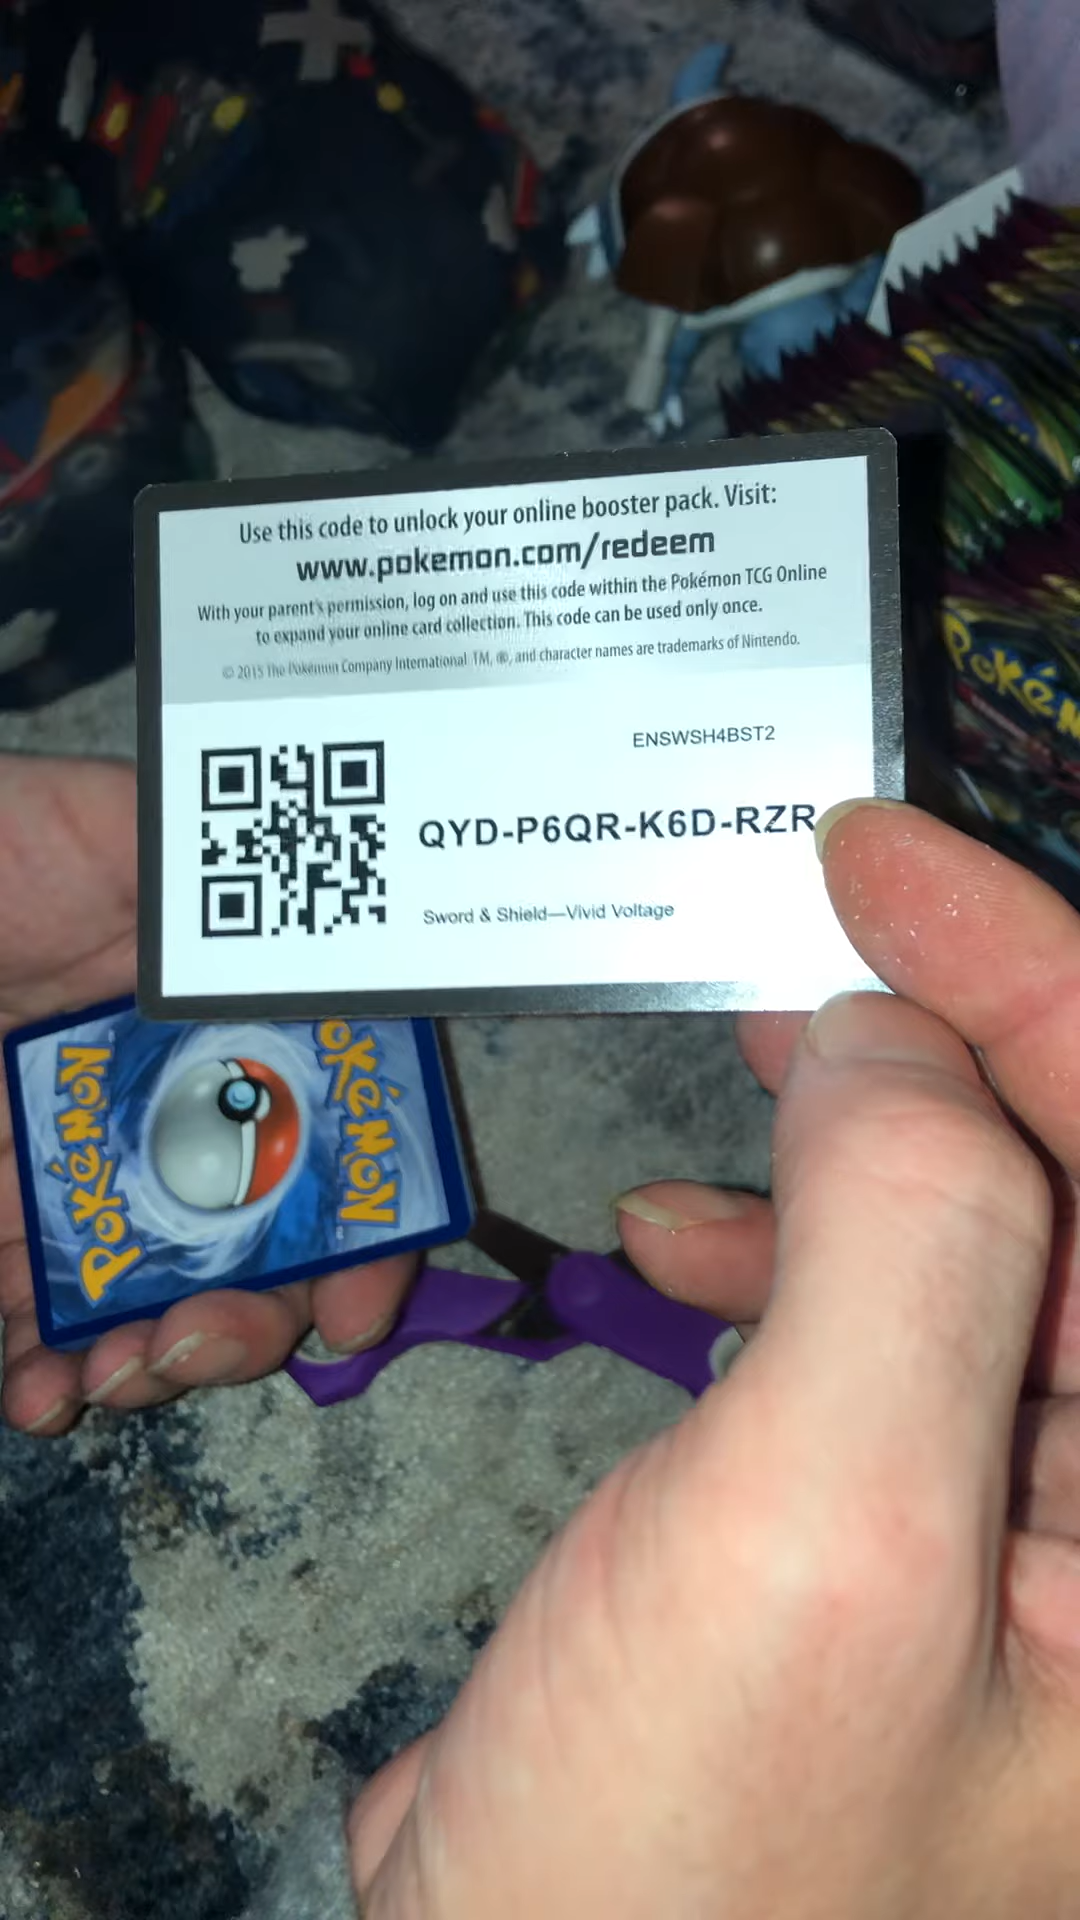 Use this code to unlock your online booster pack. Visit:
www.pokemon.com/redeem
With your parent's permission, log on and use this code within the Pokémon TCG Online
to expand your online card collection. This code can be used only once.
© 2015 The Pokémon Company International. TM, ®, and character names are trademarks of Nintendo.
ENSWSH4BST2
QYD-P6QR-K6D-RZR
Sword & Shield—Vivid Voltage
POKéMON
POKéMON